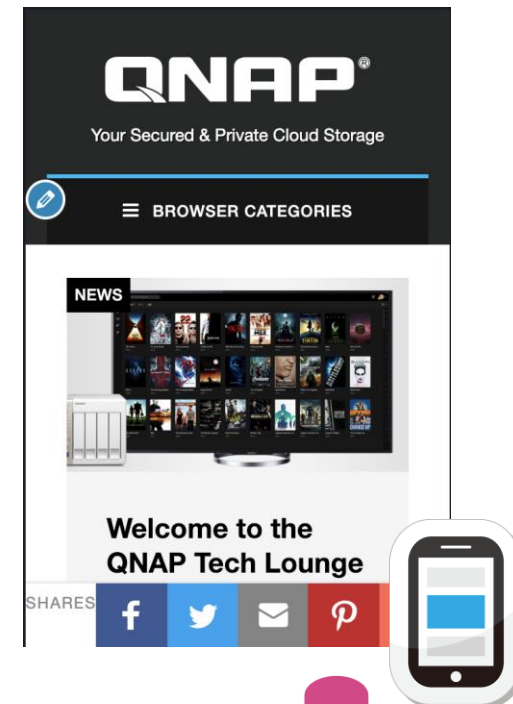 QNAP®
Your Secured & Private Cloud Storage
☰ BROWSER CATEGORIES
NEWS
Welcome to the
QNAP Tech Lounge
SHARES